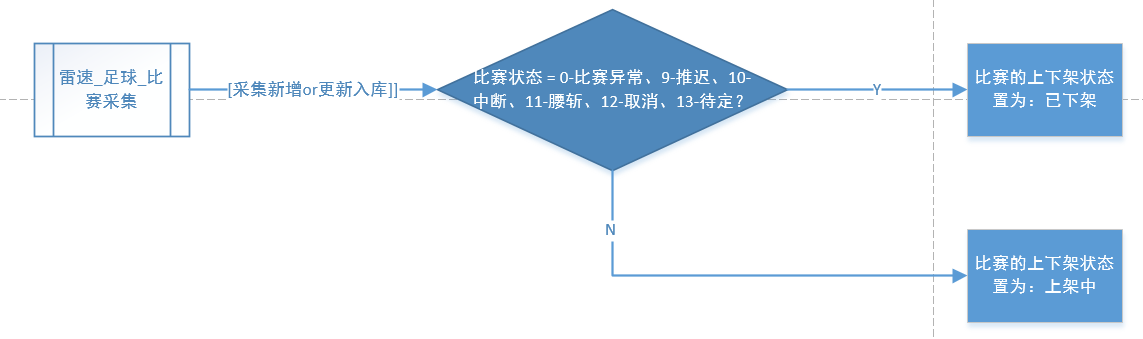 雷速_足球_比
赛采集
[采集新增or更新入库]]
比赛状态 = 0-比赛异常、9-推迟、10-
中断、11-腰斩、12-取消、13-待定？
Y
比赛的上下架状态
置为：已下架
N
比赛的上下架状态
置为：上架中